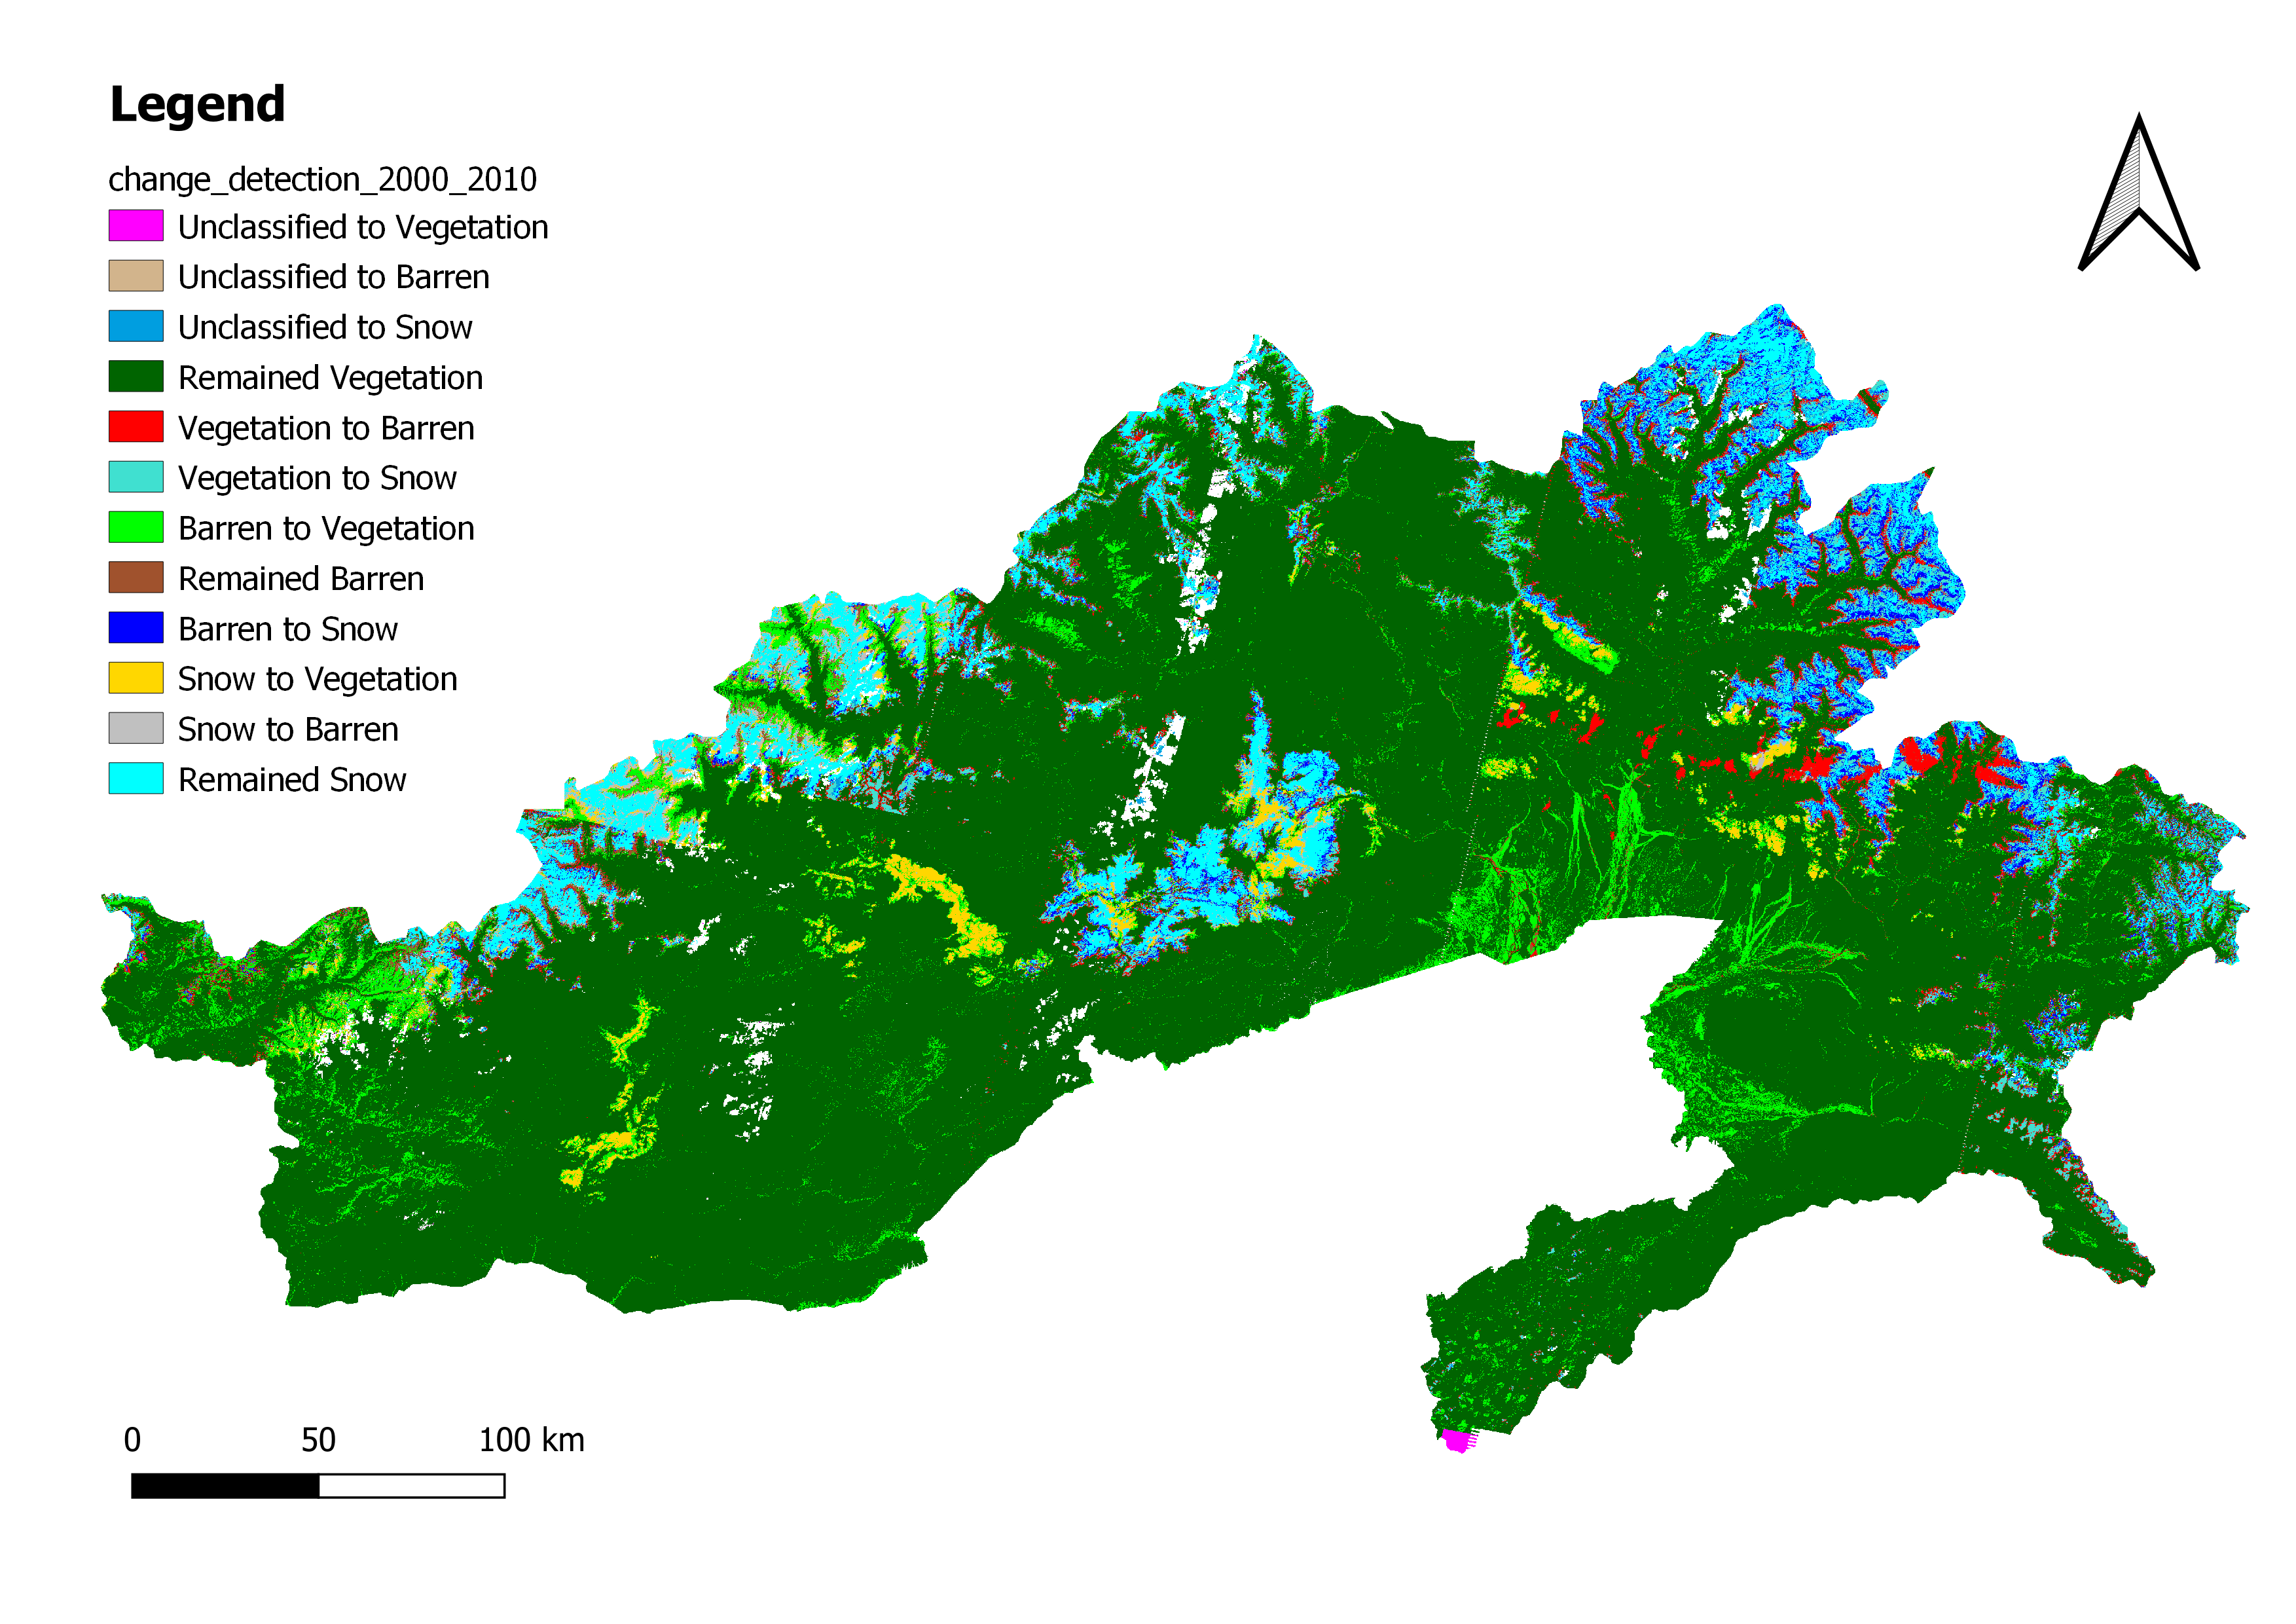 Legend
change_detection_2000_2010
Unclassified to Vegetation
Unclassified to Barren
Unclassified to Snow
Remained Vegetation
Vegetation to Barren
Vegetation to Snow
Barren to Vegetation
Remained Barren
Barren to Snow
Snow to Vegetation
Snow to Barren
Remained Snow
0 50 100 km